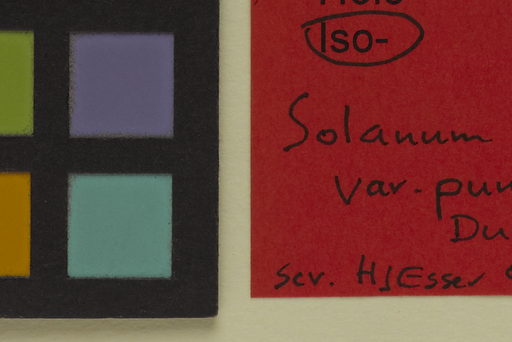 Iso-
Solanum
var. pun
Du
scr. HJEsser